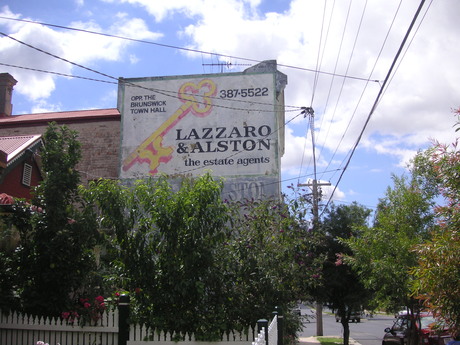 OPP. THE
BRUNSWICK
TOWN HALL
387-5522
LAZZARO
& ALSTON
the estate agents